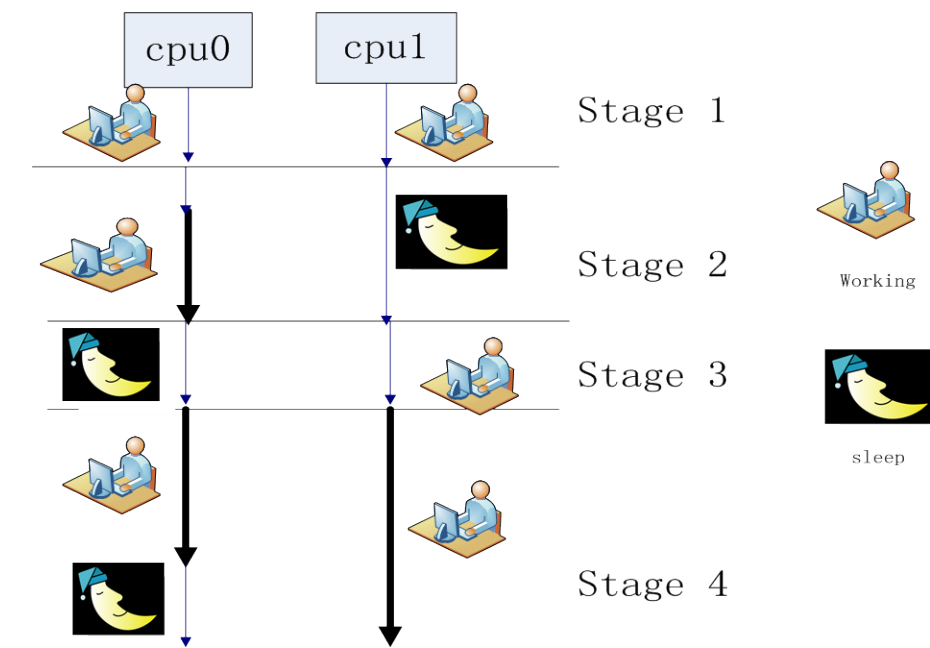 cpu0
cpu1
Stage 1
Stage 2
Working
Stage 3
sleep
Stage 4